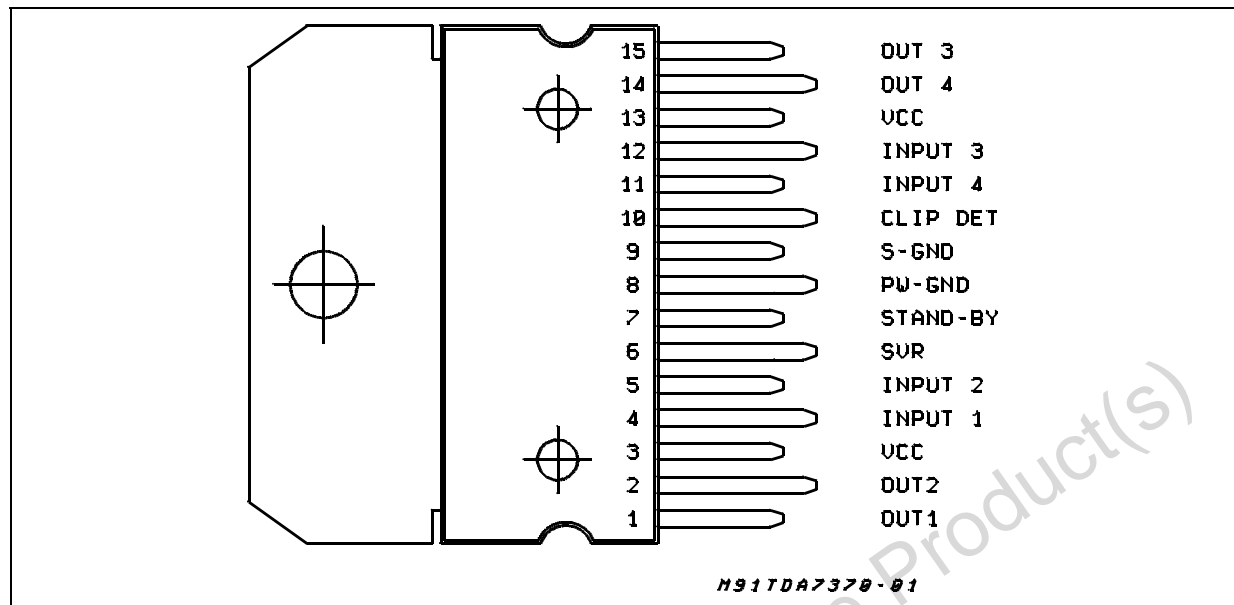 15 OUT 3
14 OUT 4
13 VCC
12 INPUT 3
11 INPUT 4
10 CLIP DET
9 S-GND
8 PW-GND
7 STAND-BY
6 SVR
5 INPUT 2
4 INPUT 1
3 VCC
2 OUT2
1 OUT1
M91TDA7370-01
Product(s)